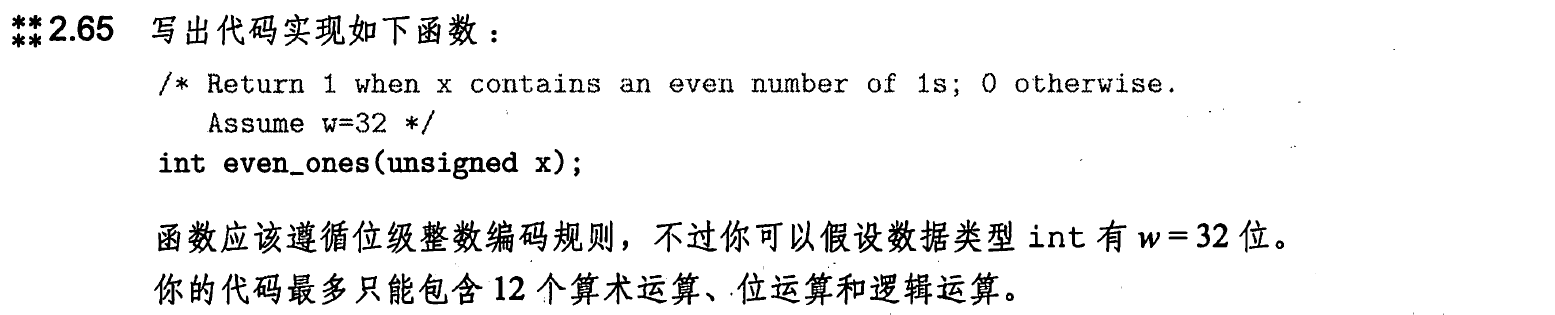 **** 2.65 写出代码实现如下函数：
/* Return 1 when x contains an even number of 1s; 0 otherwise.
Assume w=32 */
int even_ones(unsigned x);
函数应该遵循位级整数编码规则，不过你可以假设数据类型 int 有 w = 32 位。
你的代码最多只能包含 12 个算术运算、位运算和逻辑运算。